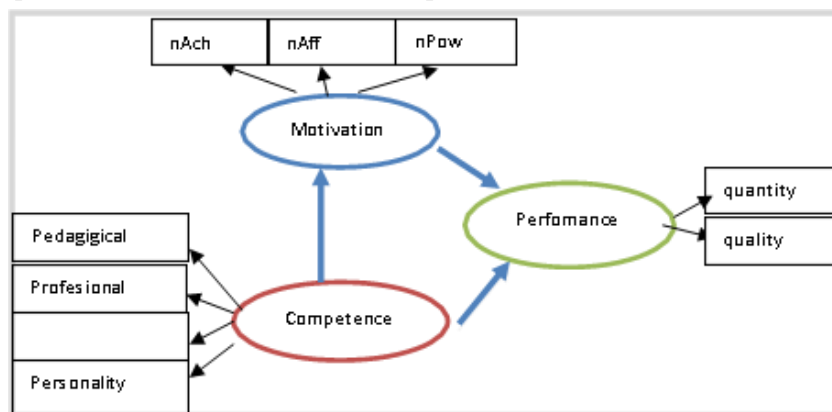 nAch nAff nPow
Motivation
Perfomance
quantity
quality
Pedagigical
Profesional
Competence
Personality